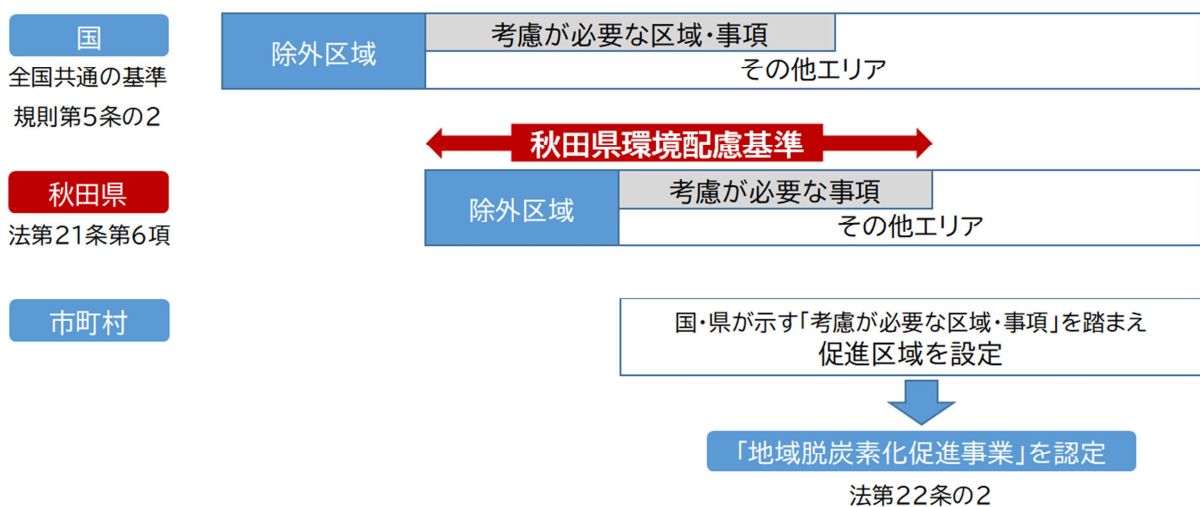 国
全国共通の基準
規則第5条の2
除外区域
考慮が必要な区域・事項
その他エリア
秋田県環境配慮基準
秋田県
法第21条第6項
除外区域
考慮が必要な事項
その他エリア
市町村
国・県が示す「考慮が必要な区域・事項」を踏まえ
促進区域を設定
「地域脱炭素化促進事業」を認定
法第22条の2